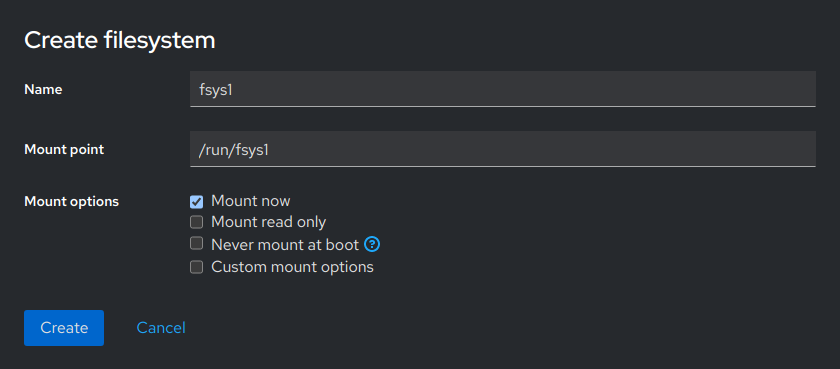 Create filesystem
Name
fsys1
Mount point
/run/fsys1
Mount options
Mount now
Mount read only
Never mount at boot ?
Custom mount options
Create Cancel